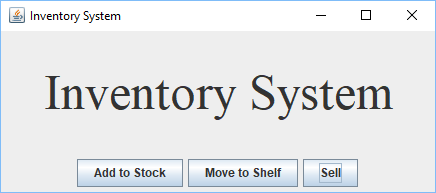 Inventory System
Inventory System
Add to Stock Move to Shelf Sell